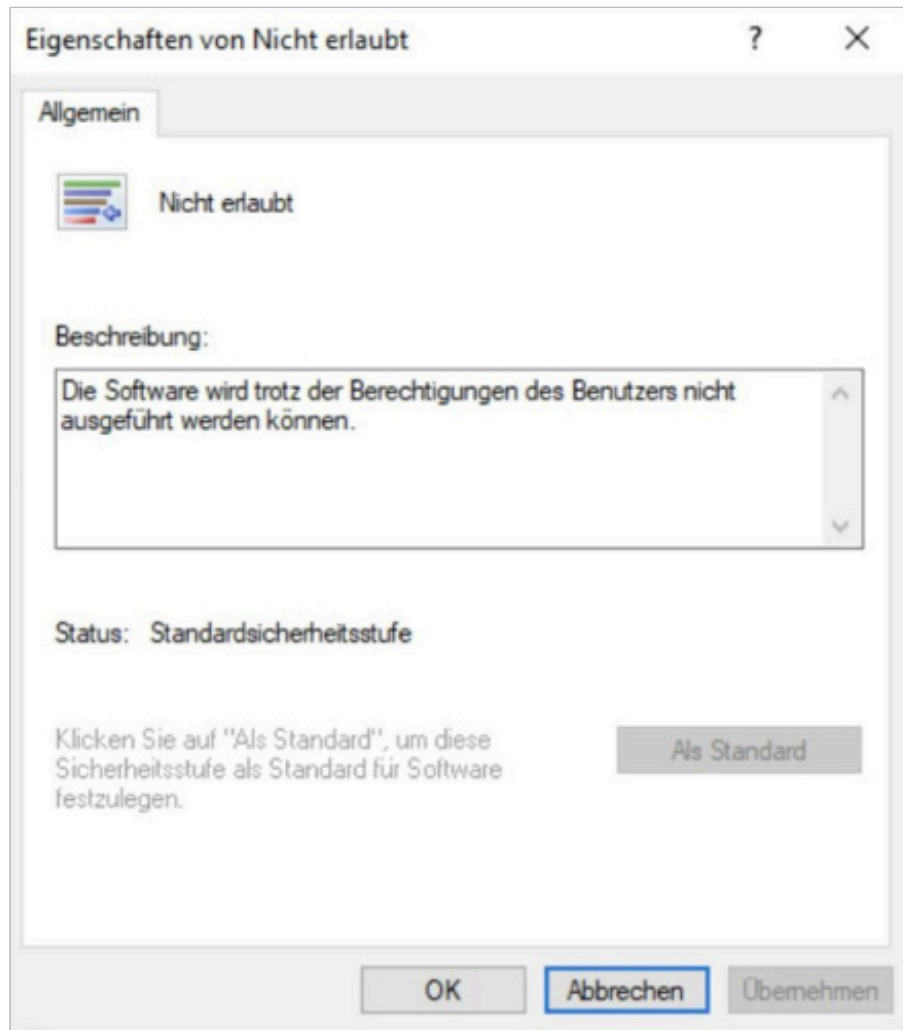 Eigenschaften von Nicht erlaubt ?
Allgemein
Nicht erlaubt
Beschreibung:
Die Software wird trotz der Berechtigungen des Benutzers nicht
ausgeführt werden können.
Status: Standardsicherheitsstufe
Klicken Sie auf "Als Standard", um diese
Sicherheitsstufe als Standard für Software
festzulegen.
Als Standard
OK Abbrechen Übernehmen